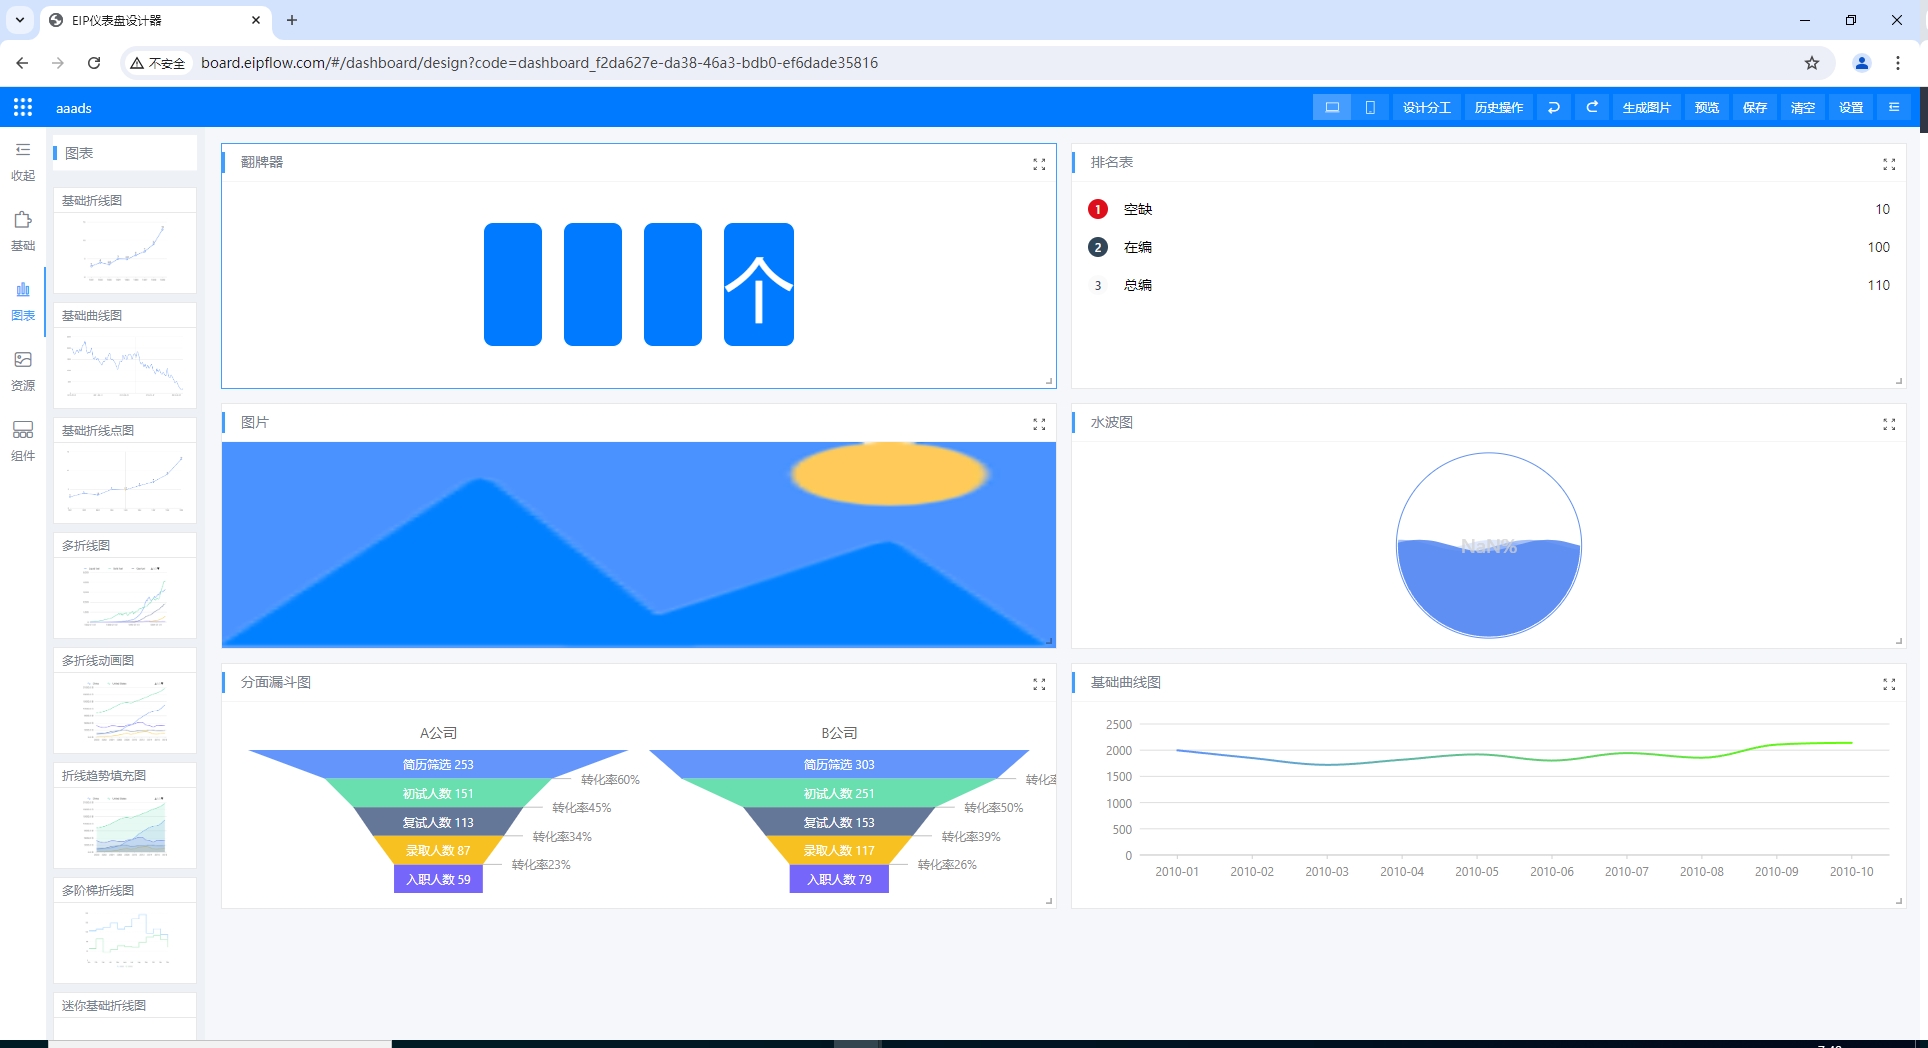 EIP仪表盘设计器
不安全
board.eipflow.com/#/dashboard/design?code=dashboard_f2da627e-da38-46a3-bdb0-ef6dade35816
aaads
设计分工
历史操作
生成图片
预览
保存
清空
设置
收起
基础
图表
资源
组件
图表
基础折线图
基础曲线图
基础折线点图
多折线图
多折线动画图
折线趋势填充图
多阶梯折线图
迷你基础折线图
翻牌器
个
排名表
1 空缺 10
2 在编 100
3 总编 110
图片
水波图
NaN%
分面漏斗图
A公司
简历筛选 253
转化率60%
初试人数 151
转化率45%
复试人数 113
转化率34%
录取人数 87
转化率23%
入职人数 59
B公司
简历筛选 303
转化率
初试人数 251
转化率50%
复试人数 153
转化率39%
录取人数 117
转化率26%
入职人数 79
基础曲线图
2500
2000
1500
1000
500
0
2010-01 2010-02 2010-03 2010-04 2010-05 2010-06 2010-07 2010-08 2010-09 2010-10